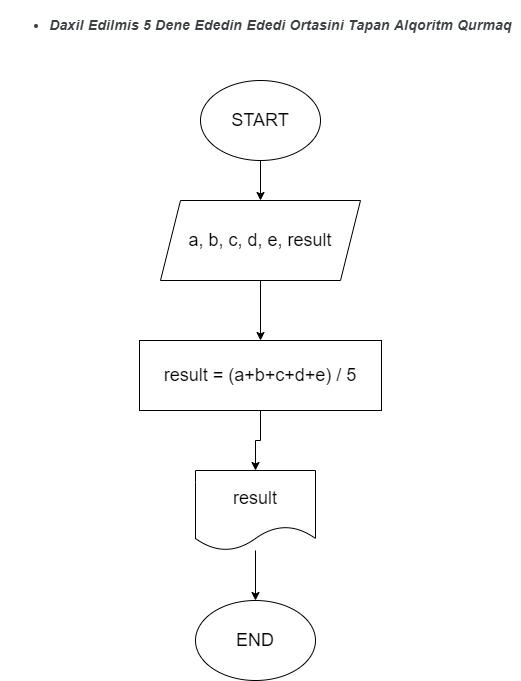 Daxil Edilmis 5 Dene Ededin Ededi Ortasini Tapan Alqoritm Qurmaq
START
a, b, c, d, e, result
result = (a+b+c+d+e) / 5
result
END